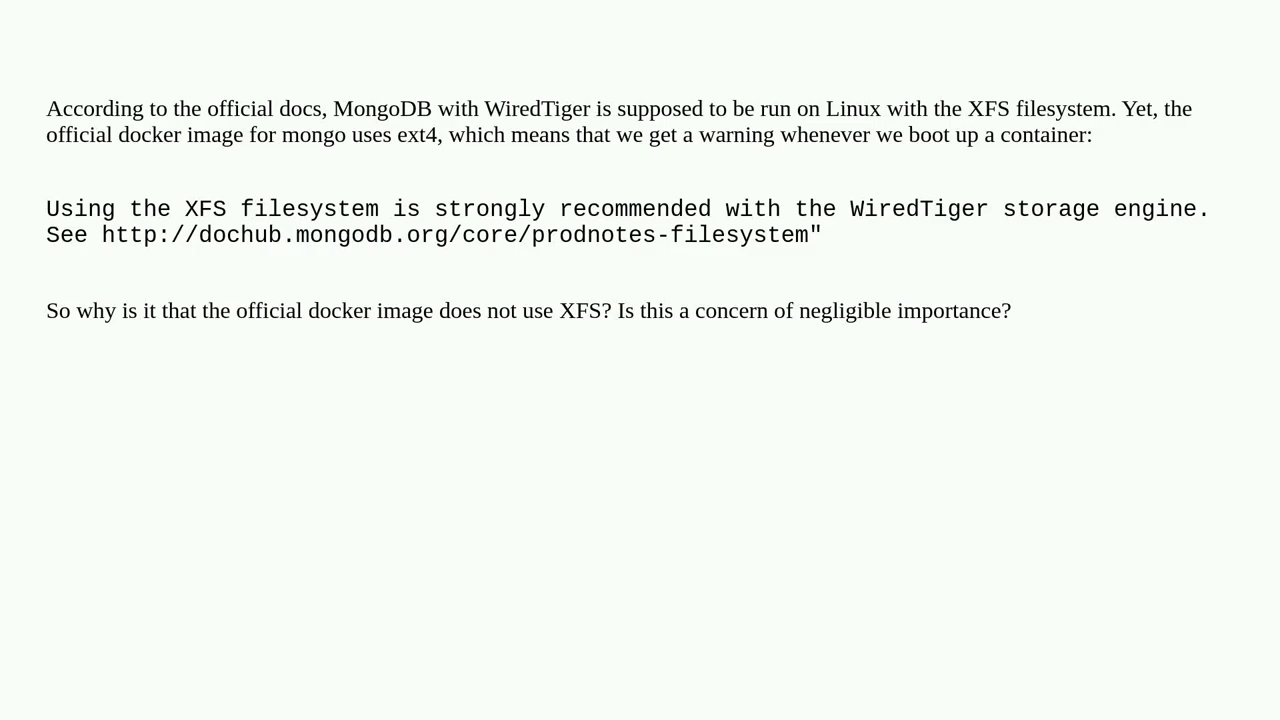 According to the official docs, MongoDB with WiredTiger is supposed to be run on Linux with the XFS filesystem. Yet, the
official docker image for mongo uses ext4, which means that we get a warning whenever we boot up a container:
Using the XFS filesystem is strongly recommended with the WiredTiger storage engine.
See http://dochub.mongodb.org/core/prodnotes-filesystem"
So why is it that the official docker image does not use XFS? Is this a concern of negligible importance?